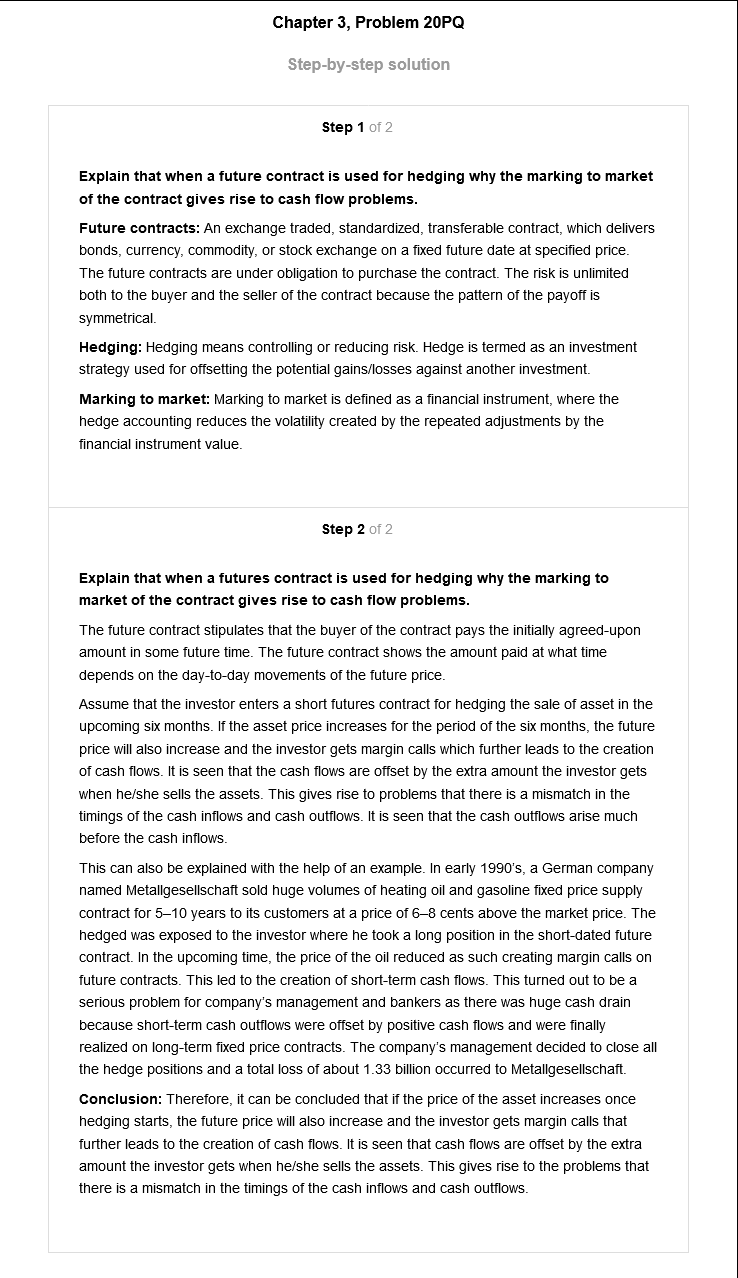 Chapter 3, Problem 20PQ
Step-by-step solution
Step 1 of 2
Explain that when a future contract is used for hedging why the marking to market
of the contract gives rise to cash flow problems.
Future contracts: An exchange traded, standardized, transferable contract, which delivers
bonds, currency, commodity, or stock exchange on a fixed future date at specified price.
The future contracts are under obligation to purchase the contract. The risk is unlimited
both to the buyer and the seller of the contract because the pattern of the payoff is
symmetrical.
Hedging: Hedging means controlling or reducing risk. Hedge is termed as an investment
strategy used for offsetting the potential gains/losses against another investment.
Marking to market: Marking to market is defined as a financial instrument, where the
hedge accounting reduces the volatility created by the repeated adjustments by the
financial instrument value.
Step 2 of 2
Explain that when a futures contract is used for hedging why the marking to
market of the contract gives rise to cash flow problems.
The future contract stipulates that the buyer of the contract pays the initially agreed-upon
amount in some future time. The future contract shows the amount paid at what time
depends on the day-to-day movements of the future price.
Assume that the investor enters a short futures contract for hedging the sale of asset in the
upcoming six months. If the asset price increases for the period of the six months, the future
price will also increase and the investor gets margin calls which further leads to the creation
of cash flows. It is seen that the cash flows are offset by the extra amount the investor gets
when he/she sells the assets. This gives rise to problems that there is a mismatch in the
timings of the cash inflows and cash outflows. It is seen that the cash outflows arise much
before the cash inflows.
This can also be explained with the help of an example. In early 1990's, a German company
named Metallgesellschaft sold huge volumes of heating oil and gasoline fixed price supply
contract for 5–10 years to its customers at a price of 6–8 cents above the market price. The
hedged was exposed to the investor where he took a long position in the short-dated future
contract. In the upcoming time, the price of the oil reduced as such creating margin calls on
future contracts. This led to the creation of short-term cash flows. This turned out to be a
serious problem for company's management and bankers as there was huge cash drain
because short-term cash outflows were offset by positive cash flows and were finally
realized on long-term fixed price contracts. The company's management decided to close all
the hedge positions and a total loss of about 1.33 billion occurred to Metallgesellschaft.
Conclusion: Therefore, it can be concluded that if the price of the asset increases once
hedging starts, the future price will also increase and the investor gets margin calls that
further leads to the creation of cash flows. It is seen that cash flows are offset by the extra
amount the investor gets when he/she sells the assets. This gives rise to the problems that
there is a mismatch in the timings of the cash inflows and cash outflows.